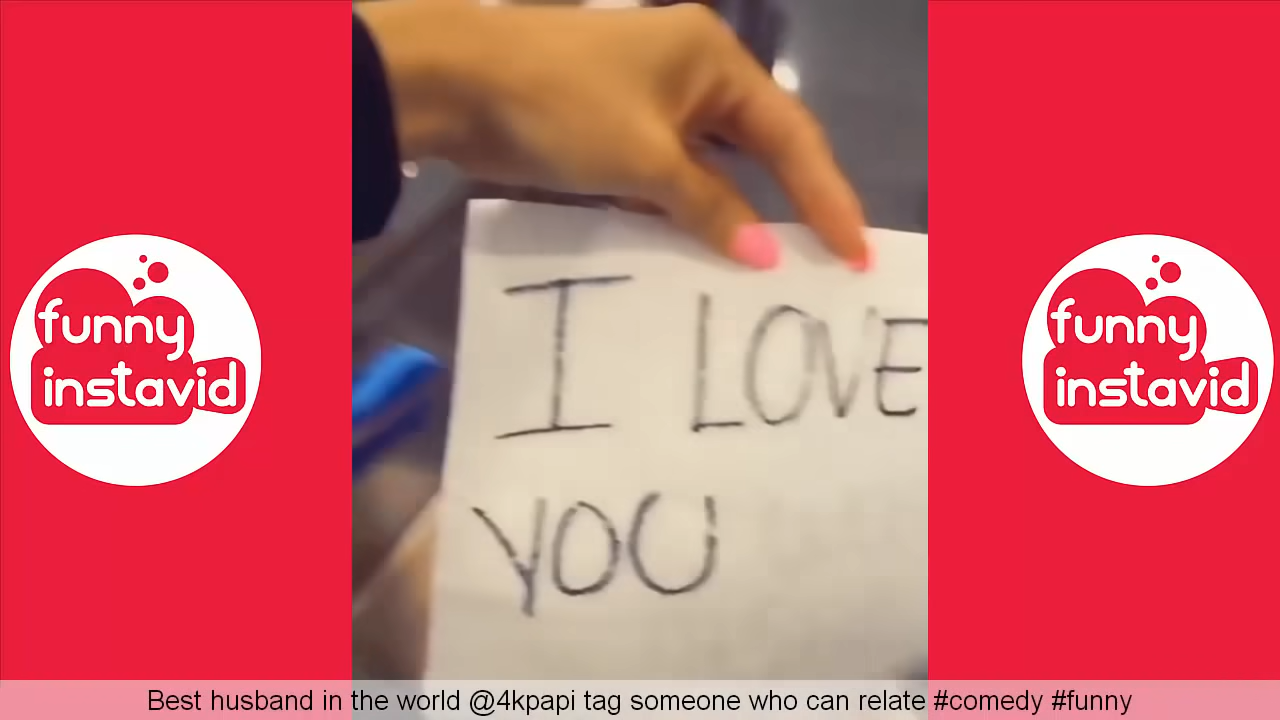 I LOVE
YOU
funny
instavid
funny
instavid
Best husband in the world @4kpapi tag someone who can relate #comedy #funny